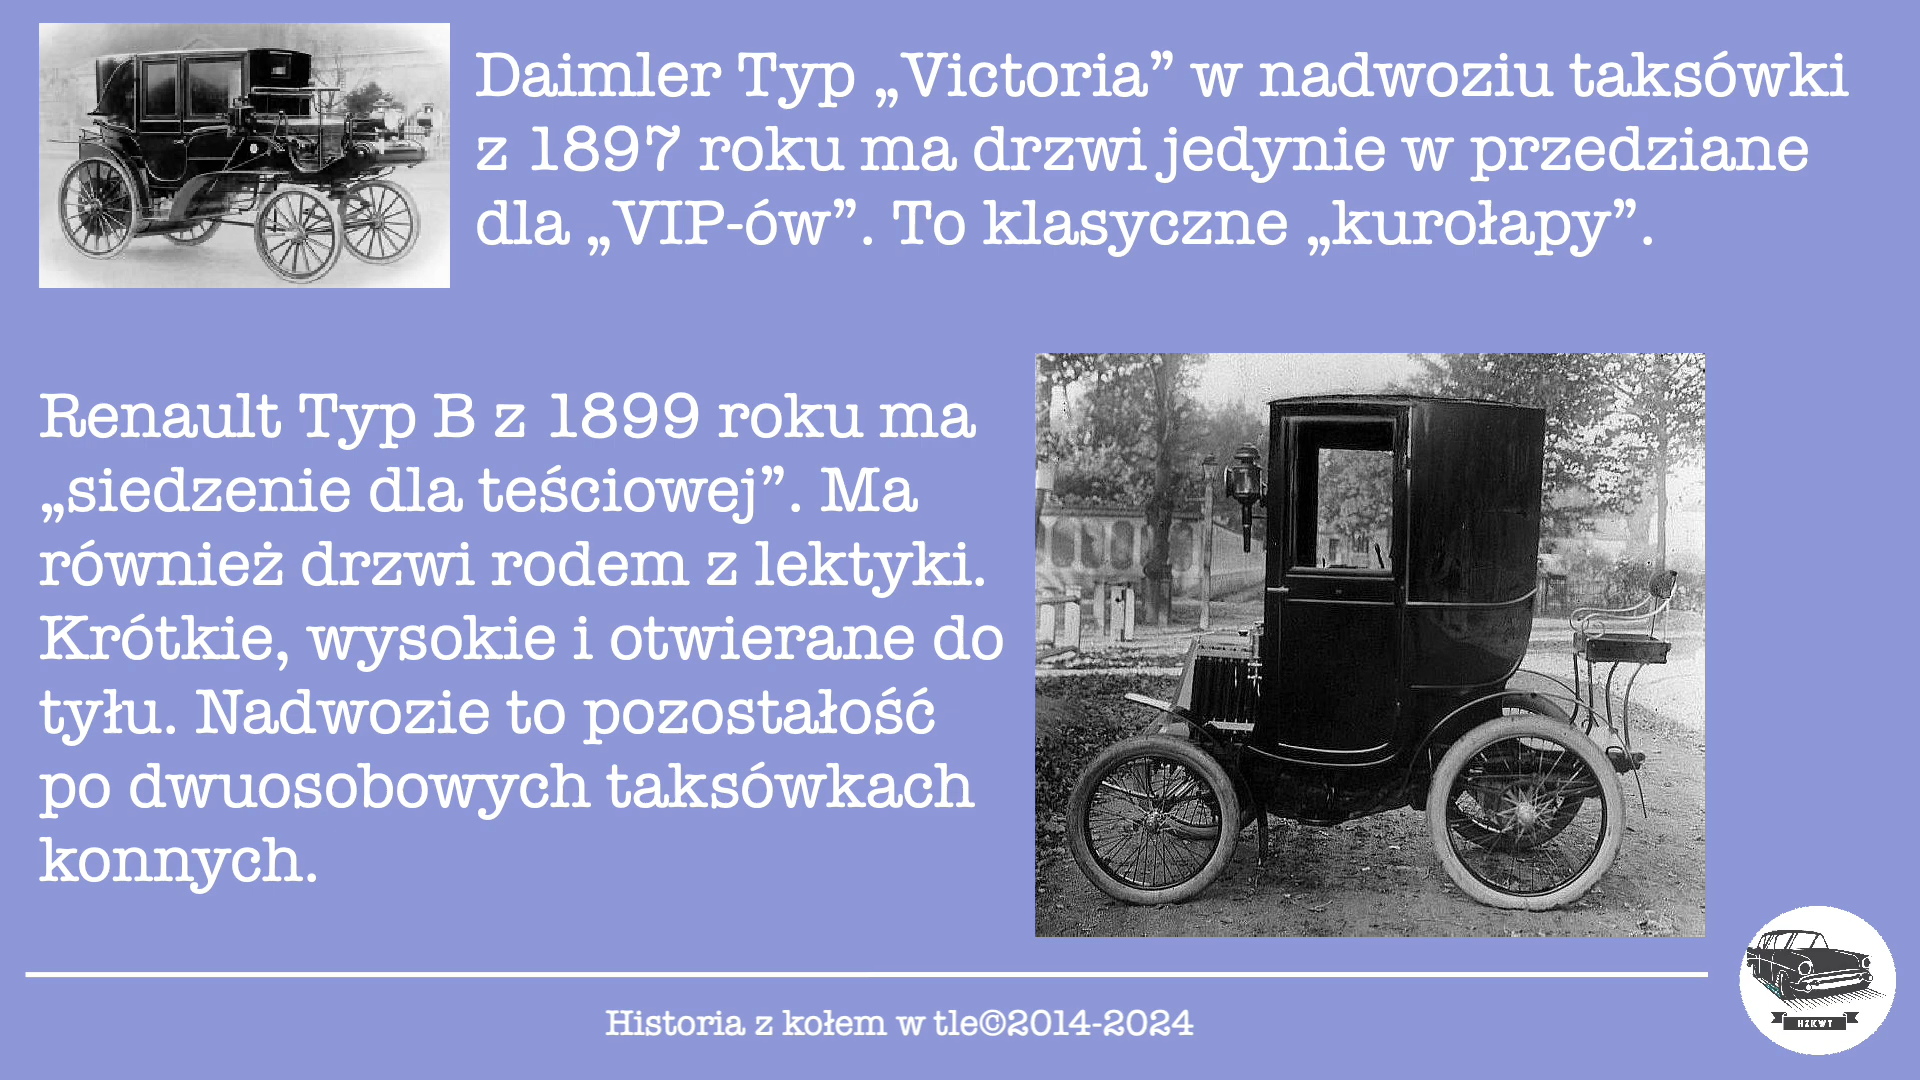 Daimler Typ „Victoria” w nadwoziu taksówki
z 1897 roku ma drzwi jedynie w przedziane
dla „VIP-ów”. To klasyczne „kurołapy”.
Renault Typ B z 1899 roku ma
„siedzenie dla teściowej”. Ma
również drzwi rodem z lektyki.
Krótkie, wysokie i otwierane do
tyłu. Nadwozie to pozostałość
po dwuosobowych taksówkach
konnych.
Historia z kołem w tle©2014-2024
HZKWT